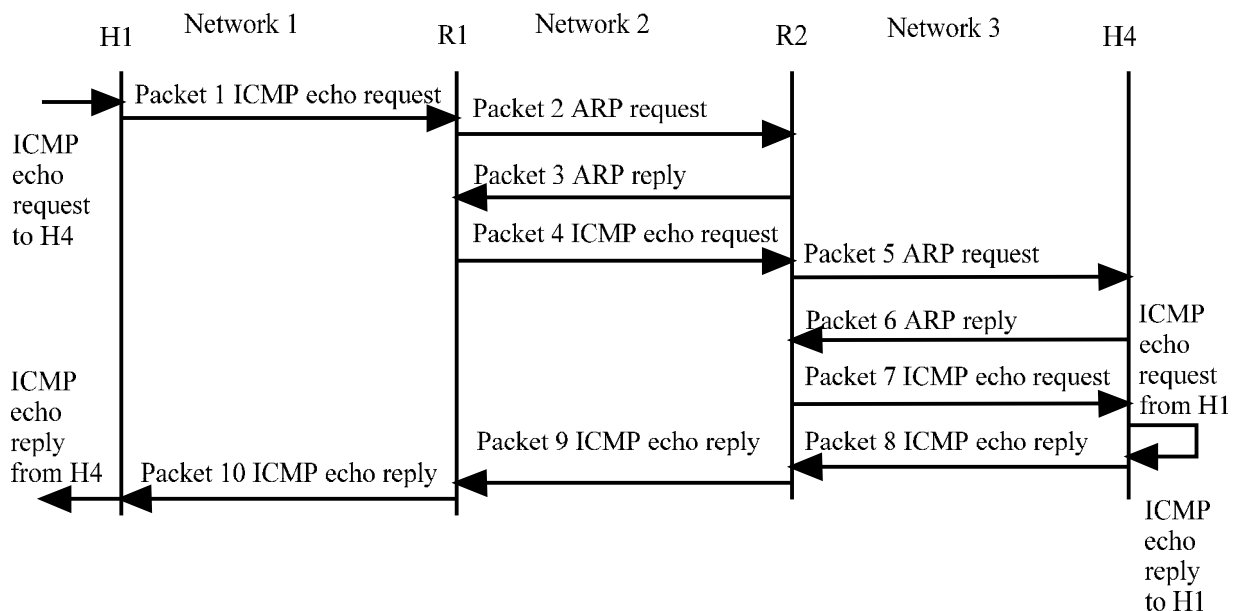 Network 1
Network 2
Network 3
H1
R1
R2
H4
Packet 1 ICMP echo request
Packet 2 ARP request
ICMP
echo
request
to H4
Packet 3 ARP reply
Packet 4 ICMP echo request
Packet 5 ARP request
Packet 6 ARP reply
ICMP
echo
request
from H1
Packet 7 ICMP echo request
ICMP
echo
reply
from H4
Packet 8 ICMP echo reply
Packet 9 ICMP echo reply
Packet 10 ICMP echo reply
ICMP
echo
reply
to H1